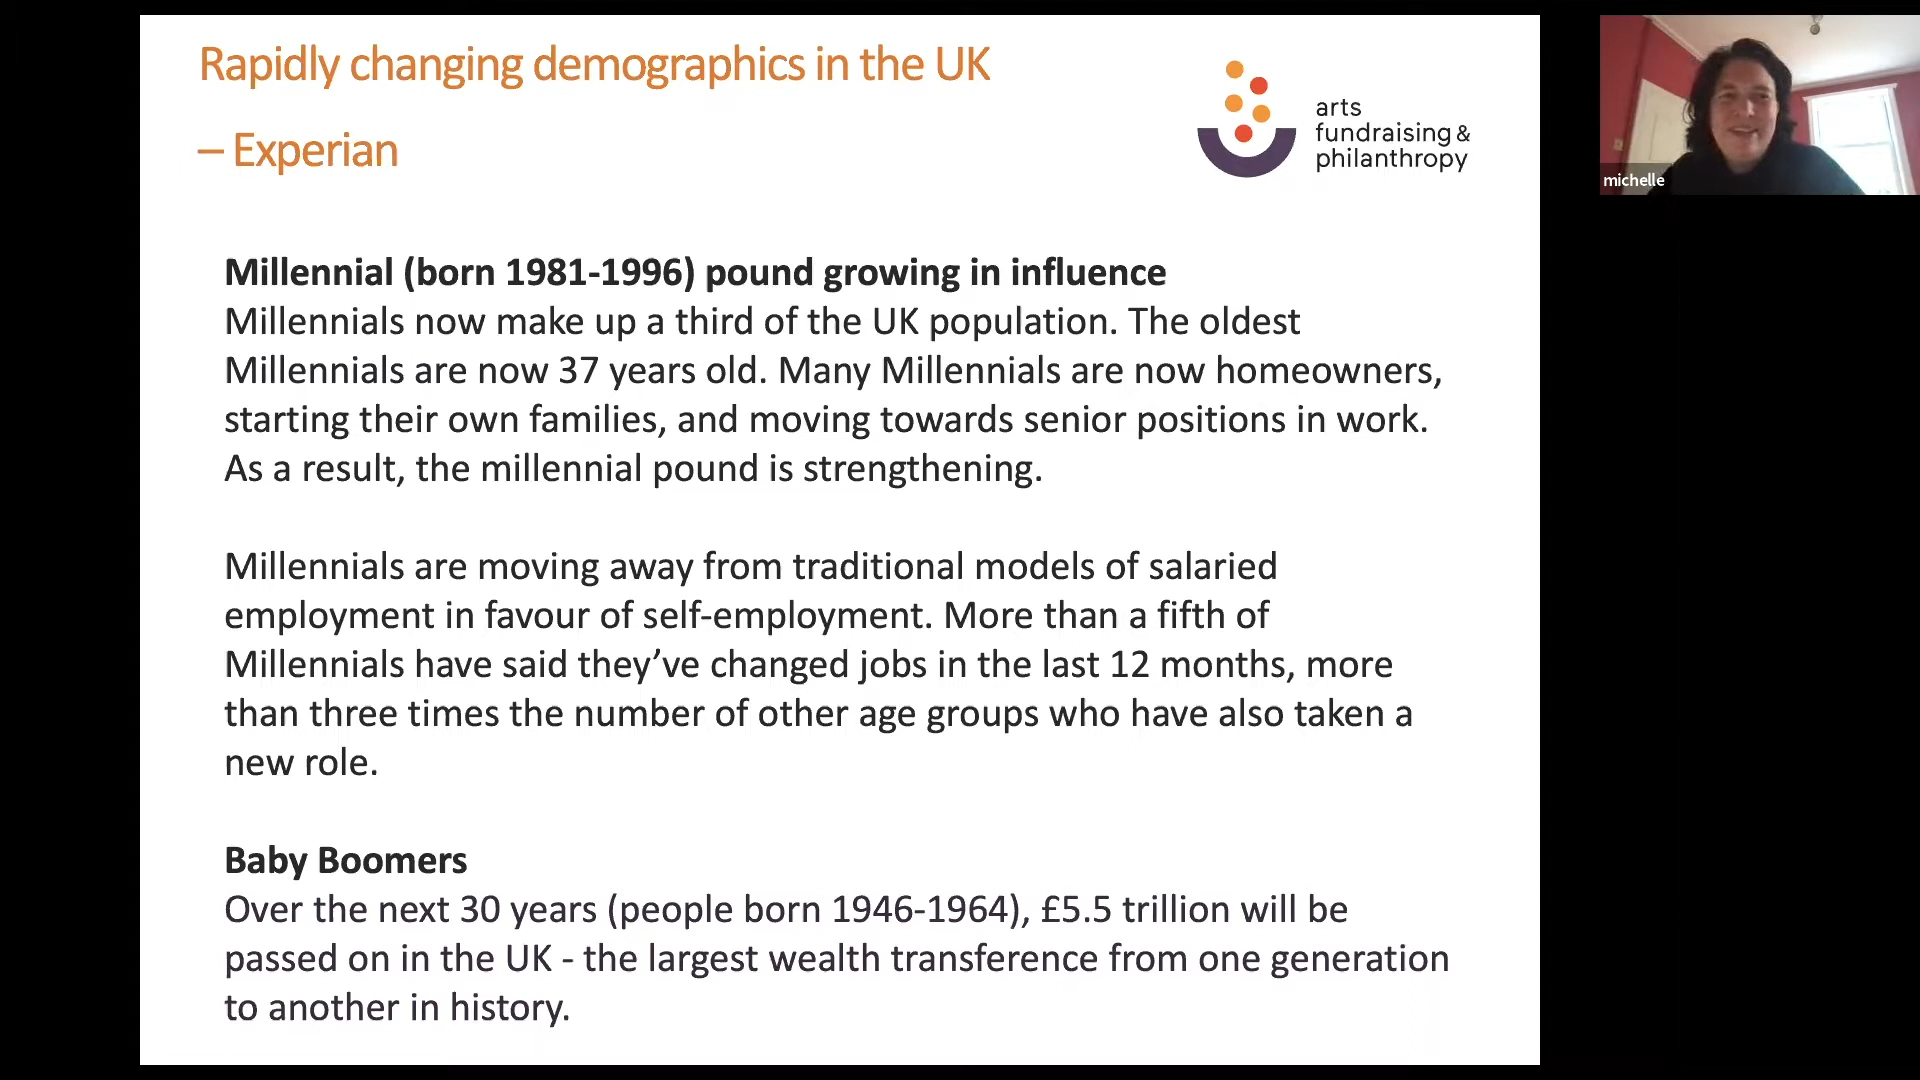 Rapidly changing demographics in the UK
– Experian
arts
fundraising &
philanthropy
michelle
Millennial (born 1981-1996) pound growing in influence
Millennials now make up a third of the UK population. The oldest
Millennials are now 37 years old. Many Millennials are now homeowners,
starting their own families, and moving towards senior positions in work.
As a result, the millennial pound is strengthening.
Millennials are moving away from traditional models of salaried
employment in favour of self-employment. More than a fifth of
Millennials have said they’ve changed jobs in the last 12 months, more
than three times the number of other age groups who have also taken a
new role.
Baby Boomers
Over the next 30 years (people born 1946-1964), £5.5 trillion will be
passed on in the UK - the largest wealth transference from one generation
to another in history.